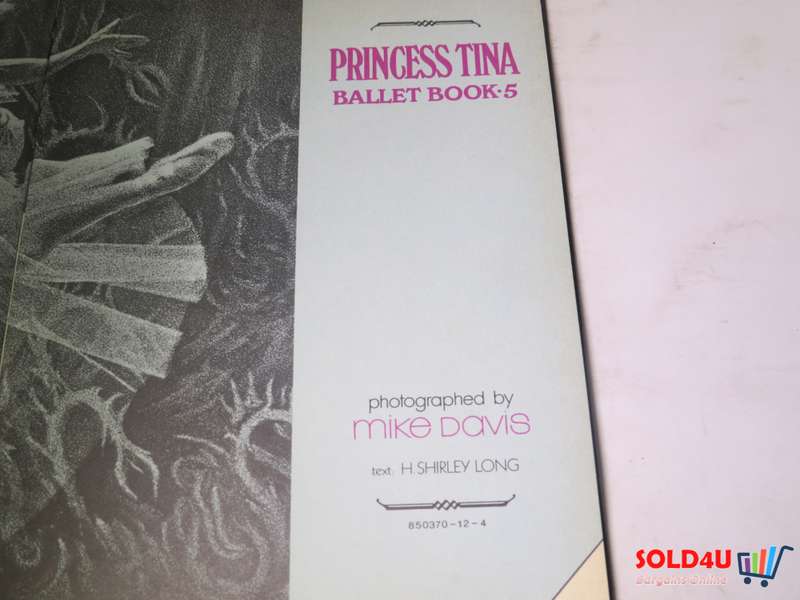 PRINCESS TINA
BALLET BOOK·5
photographed by
mike Davis
text: H. SHIRLEY LONG
850370-12-4
SOLD4U
Bargains Online